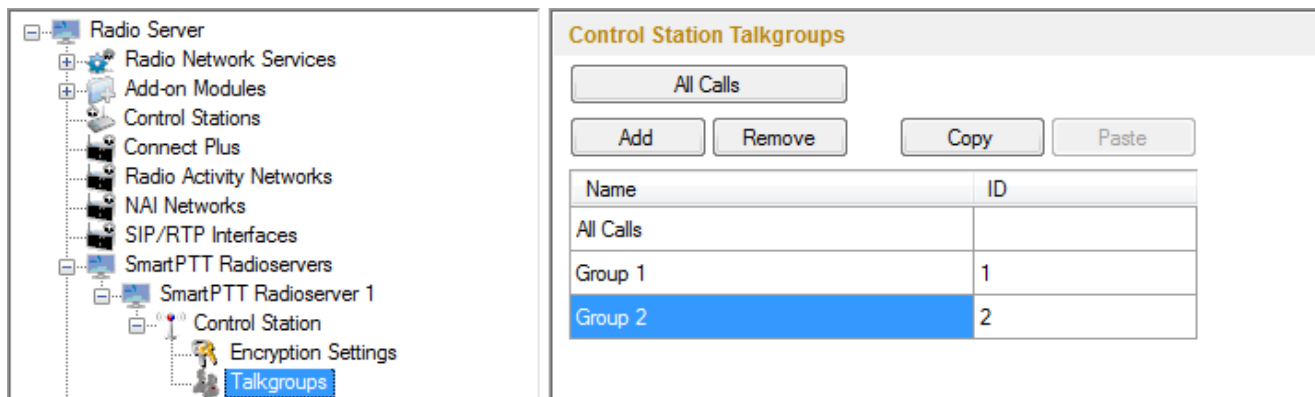 Radio Server
Radio Network Services
Add-on Modules
Control Stations
Connect Plus
Radio Activity Networks
NAI Networks
SIP/RTP Interfaces
SmartPTT Radioservers
SmartPTT Radioserver 1
Control Station
Encryption Settings
Talkgroups
Control Station Talkgroups
All Calls
Add Remove Copy Paste
Name ID
All Calls
Group 1 1
Group 2 2